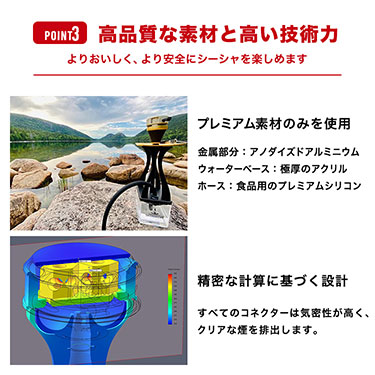 POINT3 高品質な素材と高い技術力
よりおいしく、より安全にシーシャを楽しめます
プレミアム素材のみを使用
金属部分：アノダイズドアルミニウム
ウォーターベース：極厚のアクリル
ホース：食品用のプレミアムシリコン
精密な計算に基づく設計
すべてのコネクターは気密性が高く、
クリアな煙を排出します。